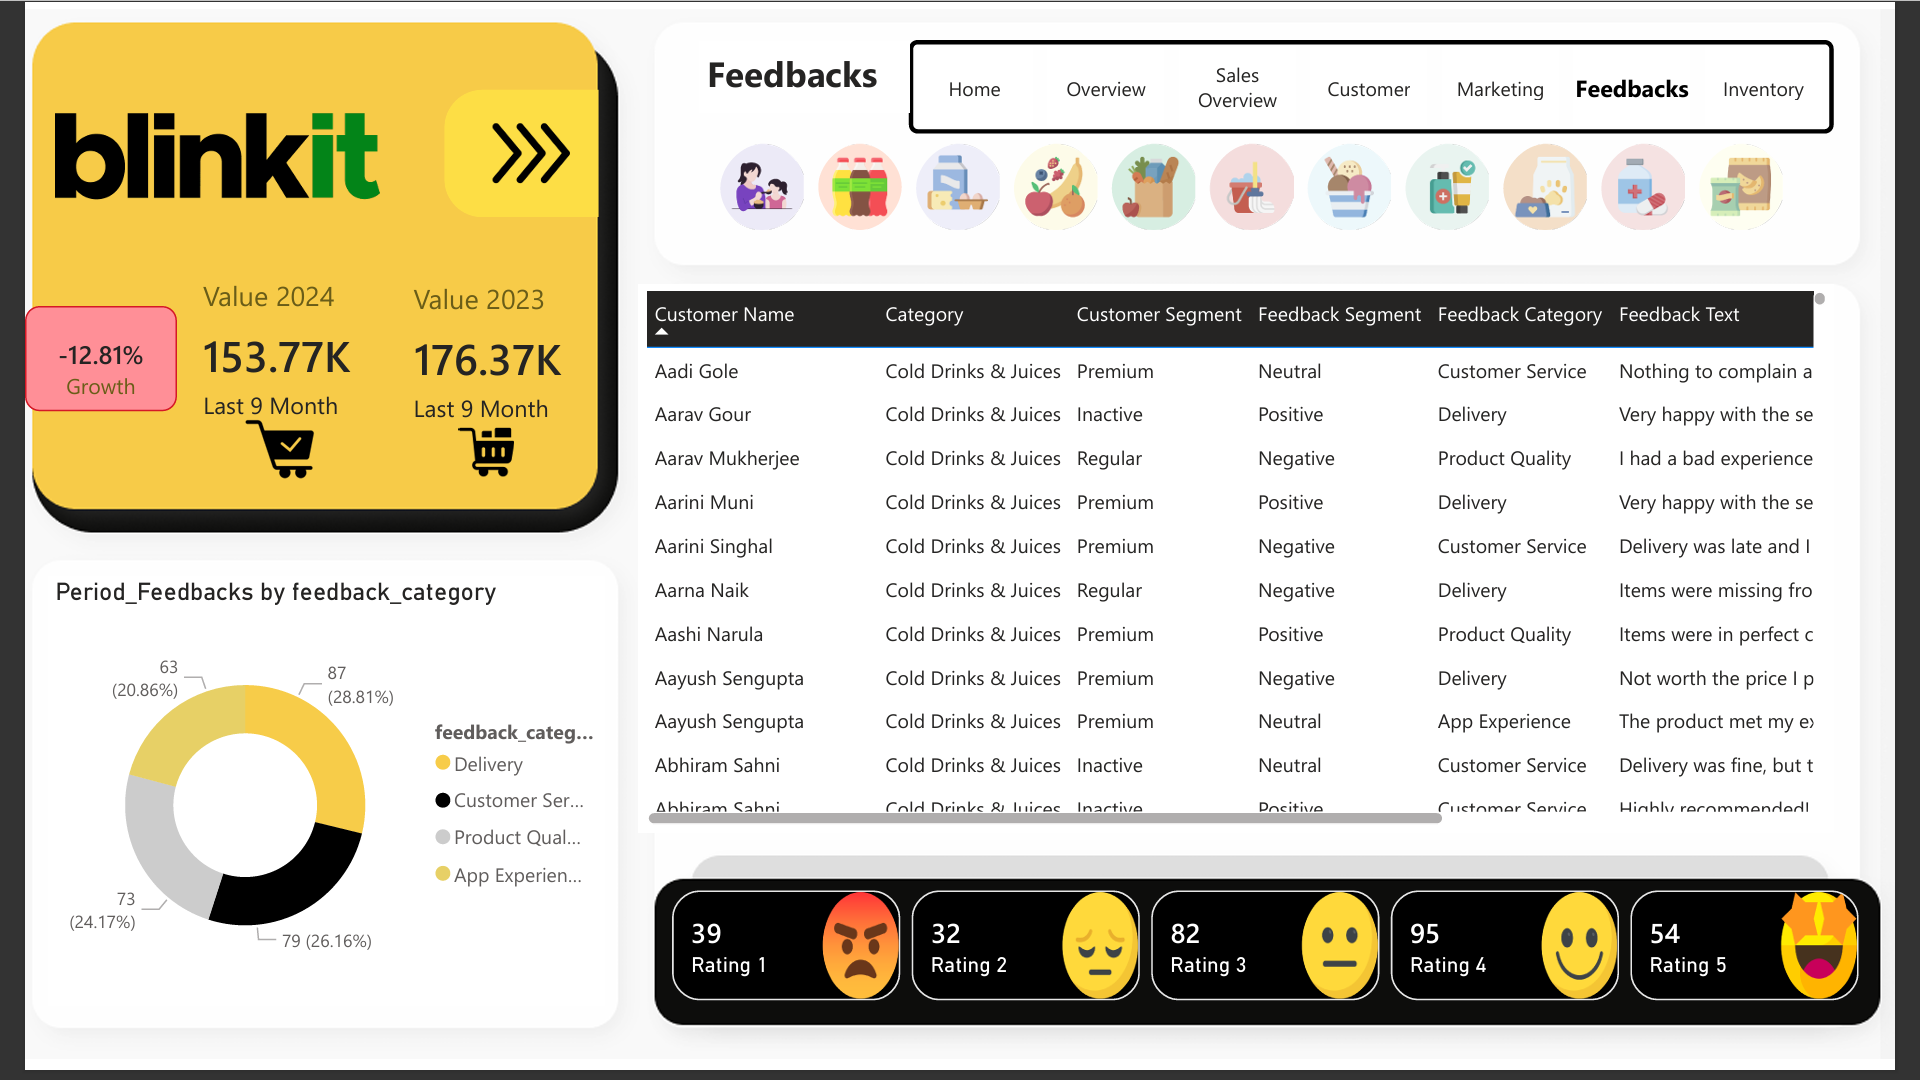 blinkit
-12.81%
Growth
Value 2024
153.77K
Last 9 Month
Value 2023
176.37K
Last 9 Month
Period_Feedbacks by feedback_category
63
(20.86%)
87
(28.81%)
73
(24.17%)
79 (26.16%)
feedback_categ...
Delivery
Customer Ser...
Product Qual...
App Experien...
Feedbacks
Home
Overview
Sales
Overview
Customer
Marketing
Feedbacks
Inventory
Customer Name Category Customer Segment Feedback Segment Feedback Category Feedback Text
Aadi Gole Cold Drinks & Juices Premium Neutral Customer Service Nothing to complain a
Aarav Gour Cold Drinks & Juices Inactive Positive Delivery Very happy with the se
Aarav Mukherjee Cold Drinks & Juices Regular Negative Product Quality I had a bad experience
Aarini Muni Cold Drinks & Juices Premium Positive Delivery Very happy with the se
Aarini Singhal Cold Drinks & Juices Premium Negative Customer Service Delivery was late and I
Aarna Naik Cold Drinks & Juices Regular Negative Delivery Items were missing fro
Aashi Narula Cold Drinks & Juices Premium Positive Product Quality Items were in perfect c
Aayush Sengupta Cold Drinks & Juices Premium Negative Delivery Not worth the price I p
Aayush Sengupta Cold Drinks & Juices Premium Neutral App Experience The product met my ex
Abhiram Sahni Cold Drinks & Juices Inactive Neutral Customer Service Delivery was fine, but t
Abhiram Sahni Cold Drinks & Juices Inactive Positive Customer Service Highly recommended!
39
Rating 1
32
Rating 2
82
Rating 3
95
Rating 4
54
Rating 5